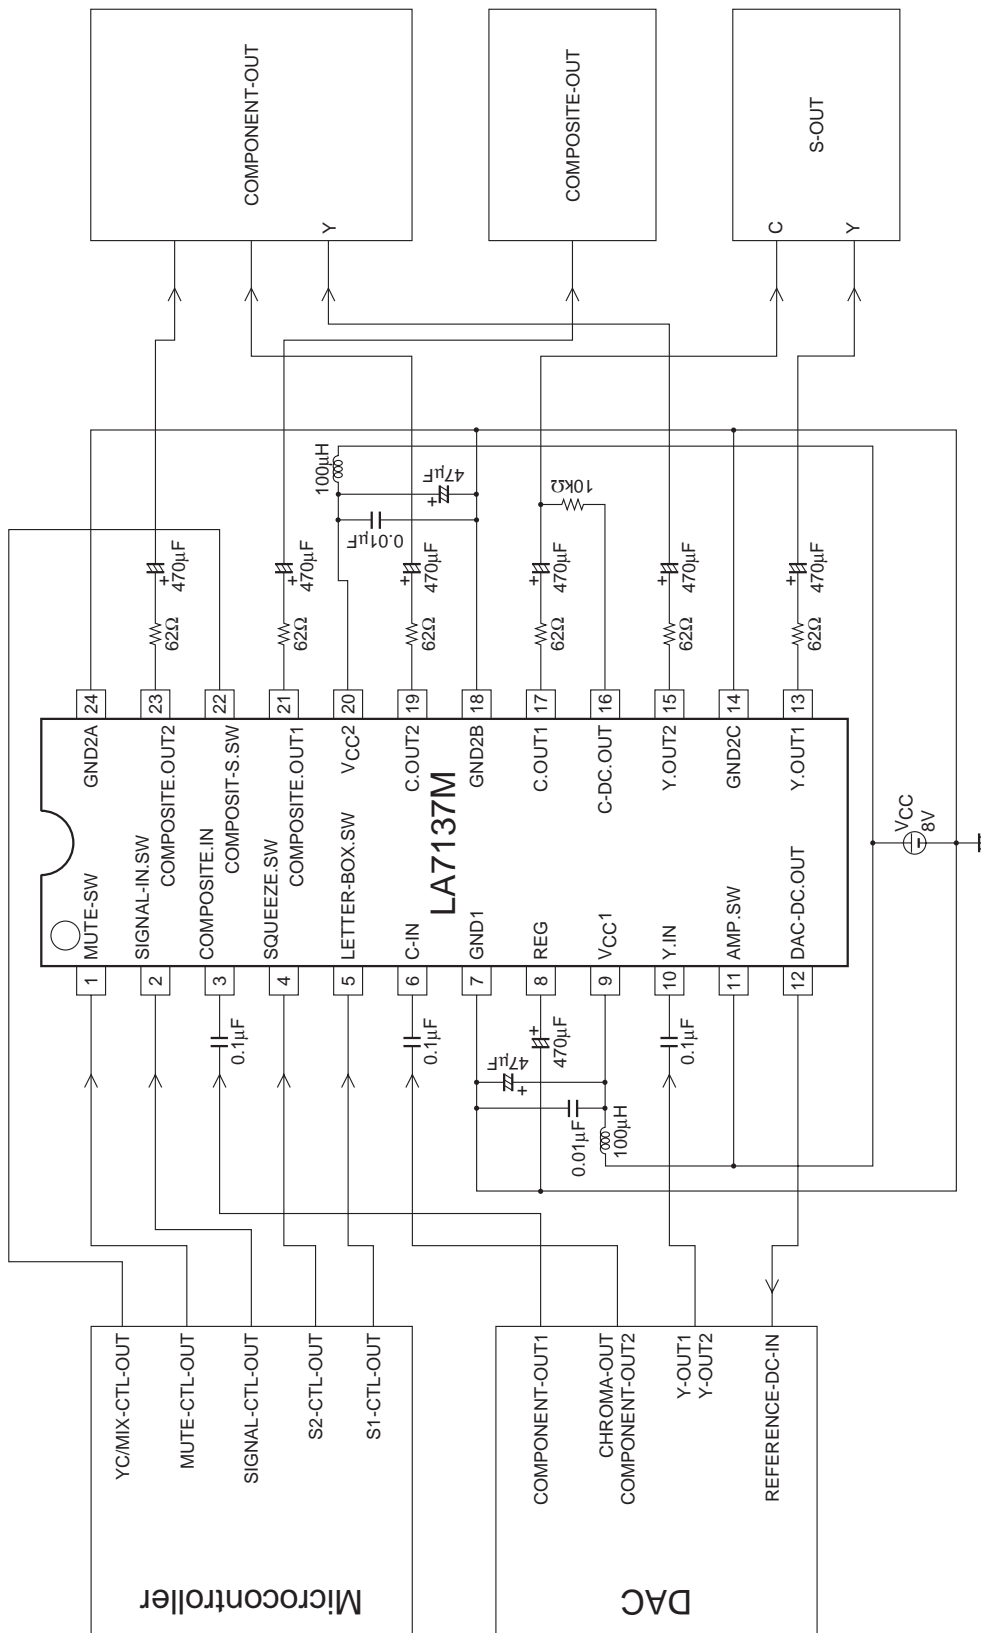 COMPONENT-OUT
Y
COMPOSITE-OUT
S-OUT
C
Y
100µH
47µF
+
0.01µF
10kΩ
+
470µF
62Ω
+
470µF
62Ω
+
470µF
62Ω
+
470µF
62Ω
+
470µF
62Ω
+
470µF
62Ω
24
23
22
21
20
19
18
17
16
15
14
13
GND2A
COMPOSITE.OUT2
COMPOSIT-S.SW
COMPOSITE.OUT1
VCC2
C.OUT2
GND2B
C.OUT1
C-DC.OUT
Y.OUT2
GND2C
Y.OUT1
LA7137M
MUTE-SW
SIGNAL-IN.SW
COMPOSITE.IN
SQUEEZE.SW
LETTER-BOX.SW
C-IN
GND1
REG
VCC1
Y.IN
AMP.SW
DAC-DC.OUT
VCC
8V
1
2
3
4
5
6
7
8
9
10
11
12
0.1µF
0.1µF
47µF
+
+
470µF
0.1µF
0.01µF
100µH
YC/MIX-CTL-OUT
MUTE-CTL-OUT
SIGNAL-CTL-OUT
S2-CTL-OUT
S1-CTL-OUT
COMPONENT-OUT1
CHROMA-OUT
COMPONENT-OUT2
Y-OUT1
Y-OUT2
REFERENCE-DC-IN
Microcontroller
DAC